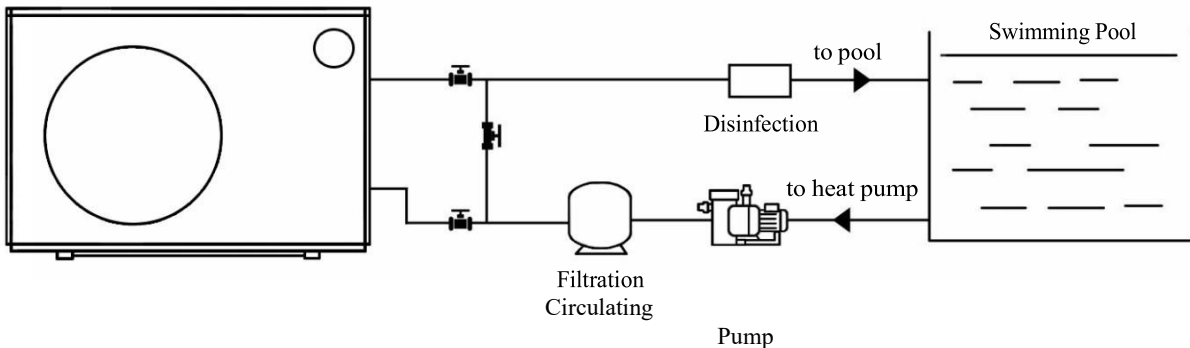 Swimming Pool
to pool
Disinfection
to heat pump
Filtration
Circulating
Pump